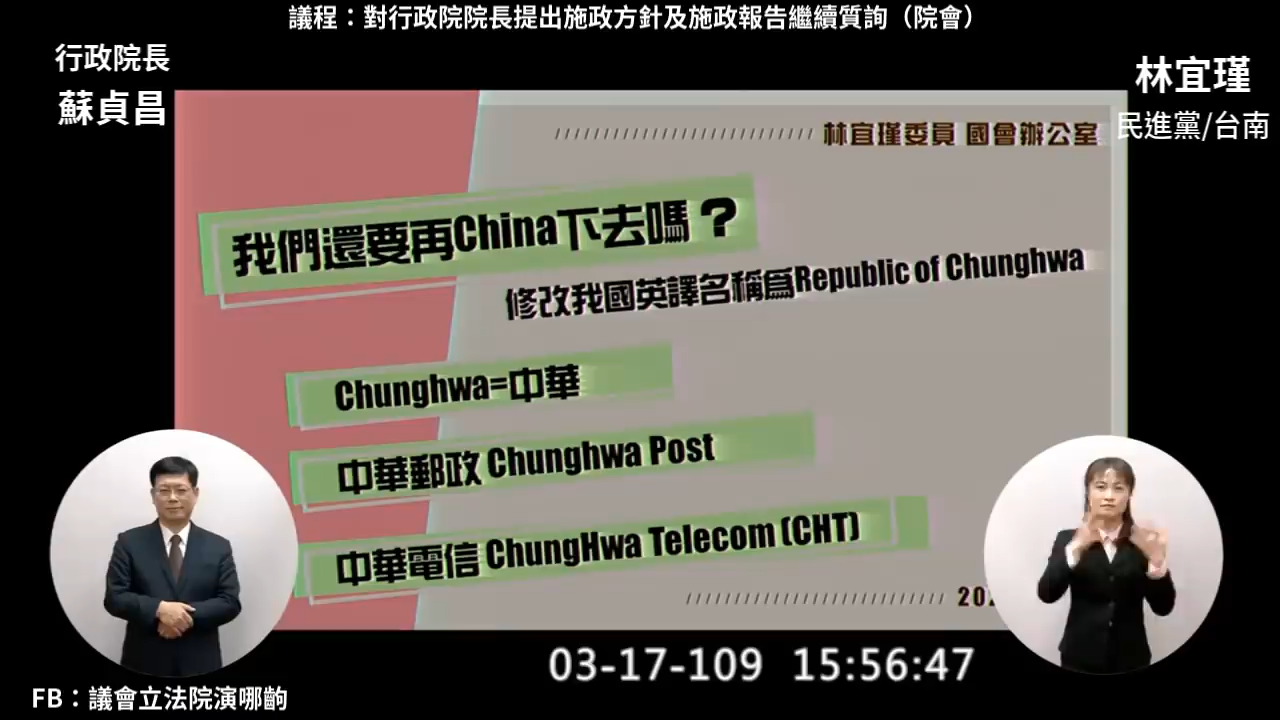 議程：對行政院院長提出施政方針及施政報告繼續質詢（院會）
行政院長
蘇貞昌
林宜瑾
民進黨/台南
林宜瑾委員 國會辦公室
我們還要再China下去嗎？
修改我國英譯名稱為Republic of Chunghwa
Chunghwa=中華
中華郵政 Chunghwa Post
中華電信 ChungHwa Telecom (CHT)
03-17-109 15:56:47
FB：議會立法院演哪齣